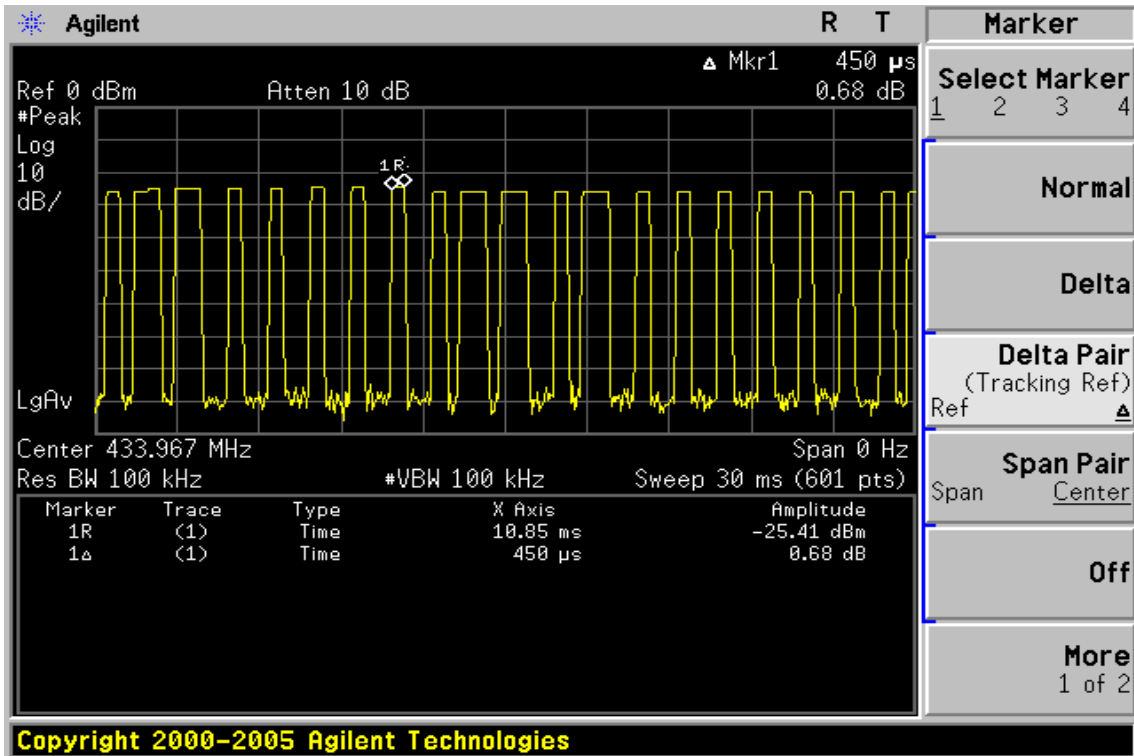 Agilent R T
Marker
Δ Mkr1 450 µs
Ref 0 dBm Atten 10 dB 0.68 dB
#Peak
Log
10
dB/
1R
LgAv
Center 433.967 MHz Span 0 Hz
Res BW 100 kHz #VBW 100 kHz Sweep 30 ms (601 pts)
Marker Trace Type X Axis Amplitude
1R (1) Time 10.85 ms -25.41 dBm
1Δ (1) Time 450 µs 0.68 dB
Select Marker
1 2 3 4
Normal
Delta
Delta Pair
(Tracking Ref)
Ref Δ
Span Pair
Span Center
Off
More
1 of 2
Copyright 2000-2005 Agilent Technologies